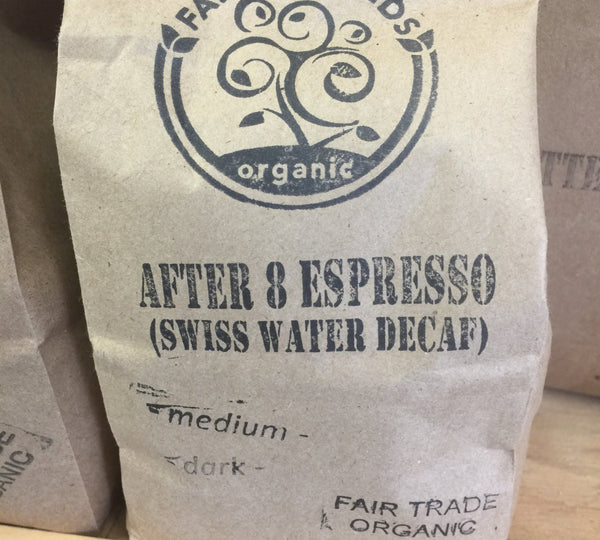 organic
AFTER 8 ESPRESSO
(SWISS WATER DECAF)
medium -
dark -
FAIR TRADE
ORGANIC